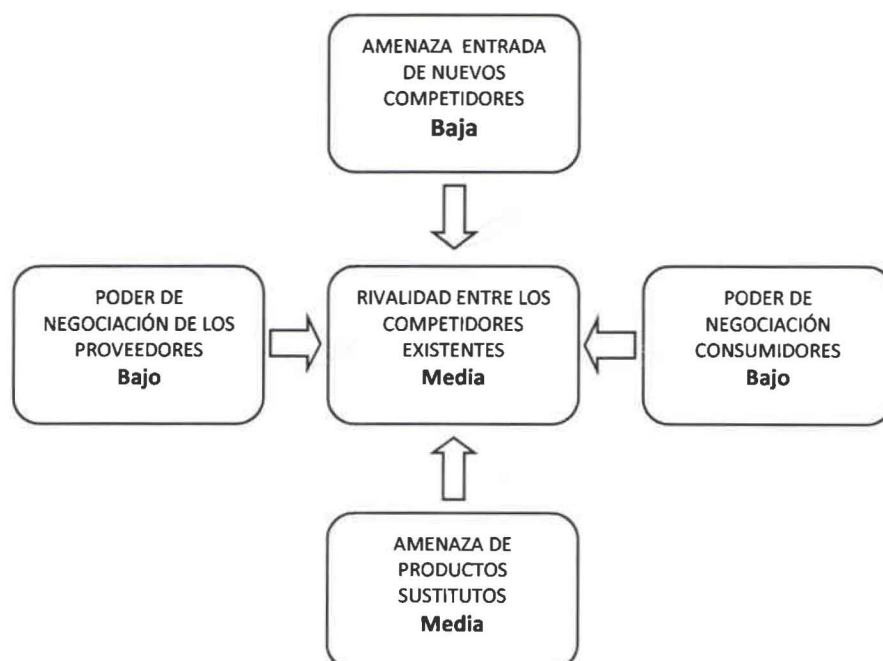 AMENAZA ENTRADA
DE NUEVOS
COMPETIDORES
Baja
PODER DE
NEGOCIACIÓN DE LOS
PROVEEDORES
Bajo
RIVALIDAD ENTRE LOS
COMPETIDORES
EXISTENTES
Media
PODER DE
NEGOCIACIÓN
CONSUMIDORES
Bajo
AMENAZA DE
PRODUCTOS
SUSTITUTOS
Media